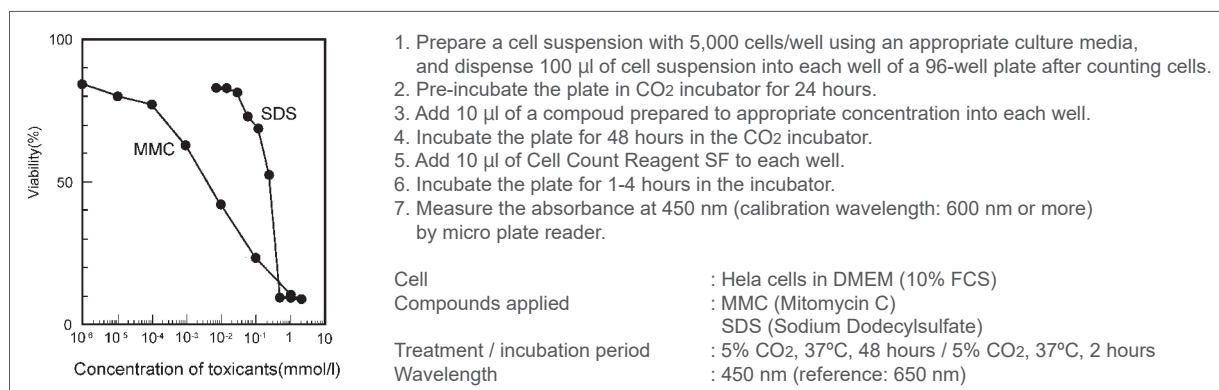 100
50
0
Viability(%)
MMC
SDS
10-6 10-5 10-4 10-3 10-2 10-1 1 10
Concentration of toxicants(mmol/l)
1. Prepare a cell suspension with 5,000 cells/well using an appropriate culture media,
and dispense 100 µl of cell suspension into each well of a 96-well plate after counting cells.
2. Pre-incubate the plate in CO2 incubator for 24 hours.
3. Add 10 µl of a compoud prepared to appropriate concentration into each well.
4. Incubate the plate for 48 hours in the CO2 incubator.
5. Add 10 µl of Cell Count Reagent SF to each well.
6. Incubate the plate for 1-4 hours in the incubator.
7. Measure the absorbance at 450 nm (calibration wavelength: 600 nm or more)
by micro plate reader.
Cell : Hela cells in DMEM (10% FCS)
Compounds applied : MMC (Mitomycin C)
SDS (Sodium Dodecylsulfate)
Treatment / incubation period : 5% CO2, 37ºC, 48 hours / 5% CO2, 37ºC, 2 hours
Wavelength : 450 nm (reference: 650 nm)